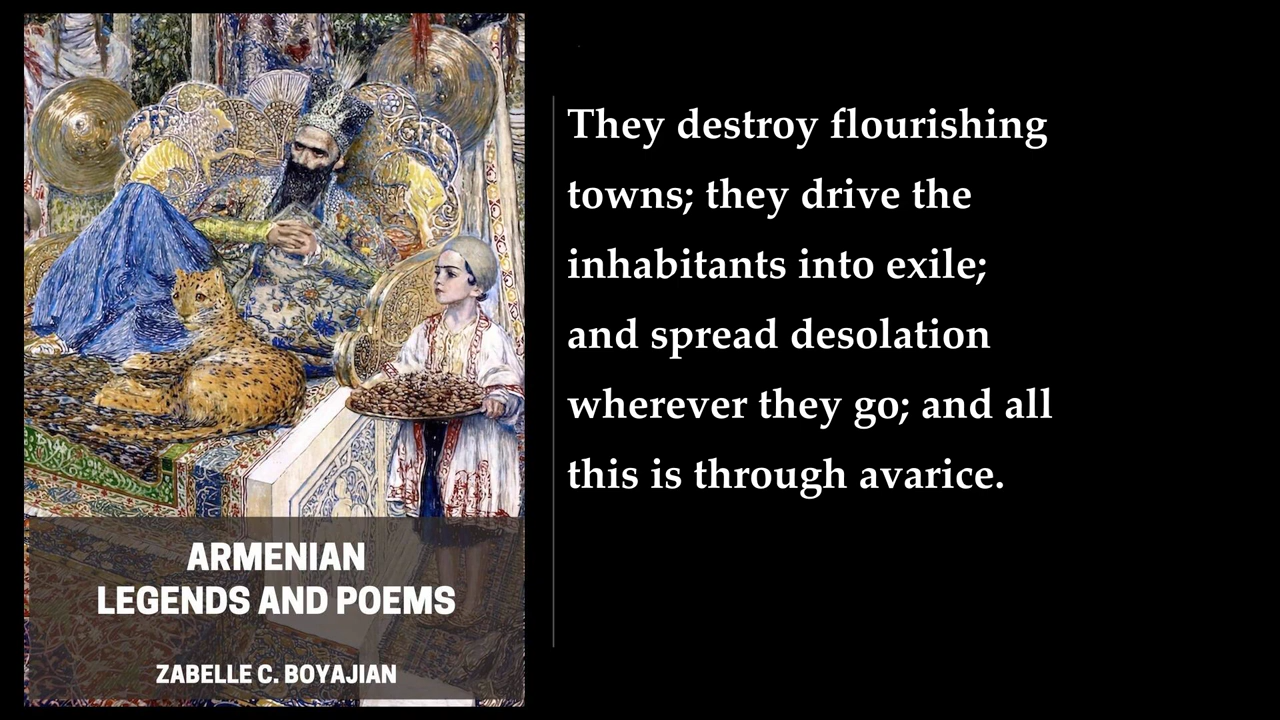 They destroy flourishing
towns; they drive the
inhabitants into exile;
and spread desolation
wherever they go; and all
this is through avarice.
ARMENIAN
LEGENDS AND POEMS
ZABELLE C. BOYAJIAN